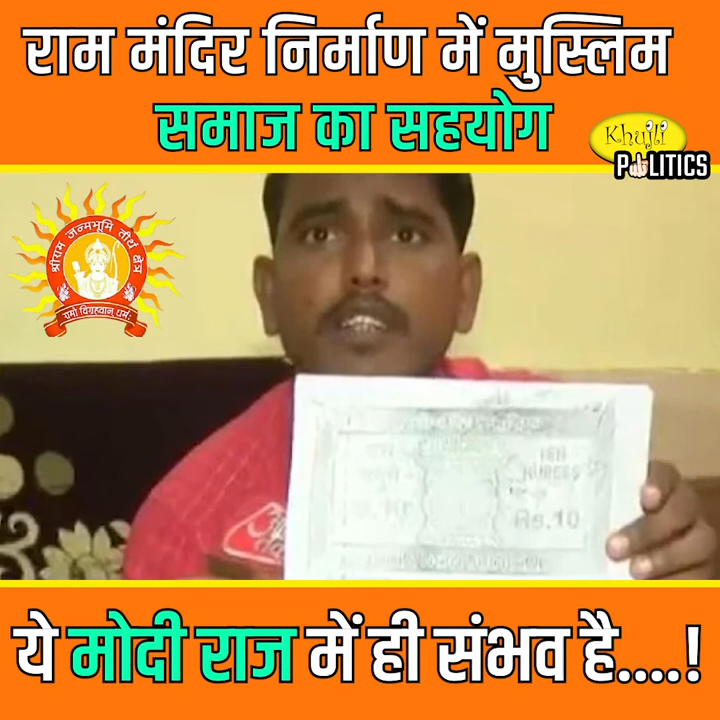 राम मंदिर निर्माण में मुस्लिम
समाज का सहयोग
Khujli
POLITICS
श्रीराम जन्मभूमि तीर्थ क्षेत्र
रामो विग्रहवान् धर्मः
TEN
RUPEES
Rs.10
ये मोदी राज में ही संभव है....!